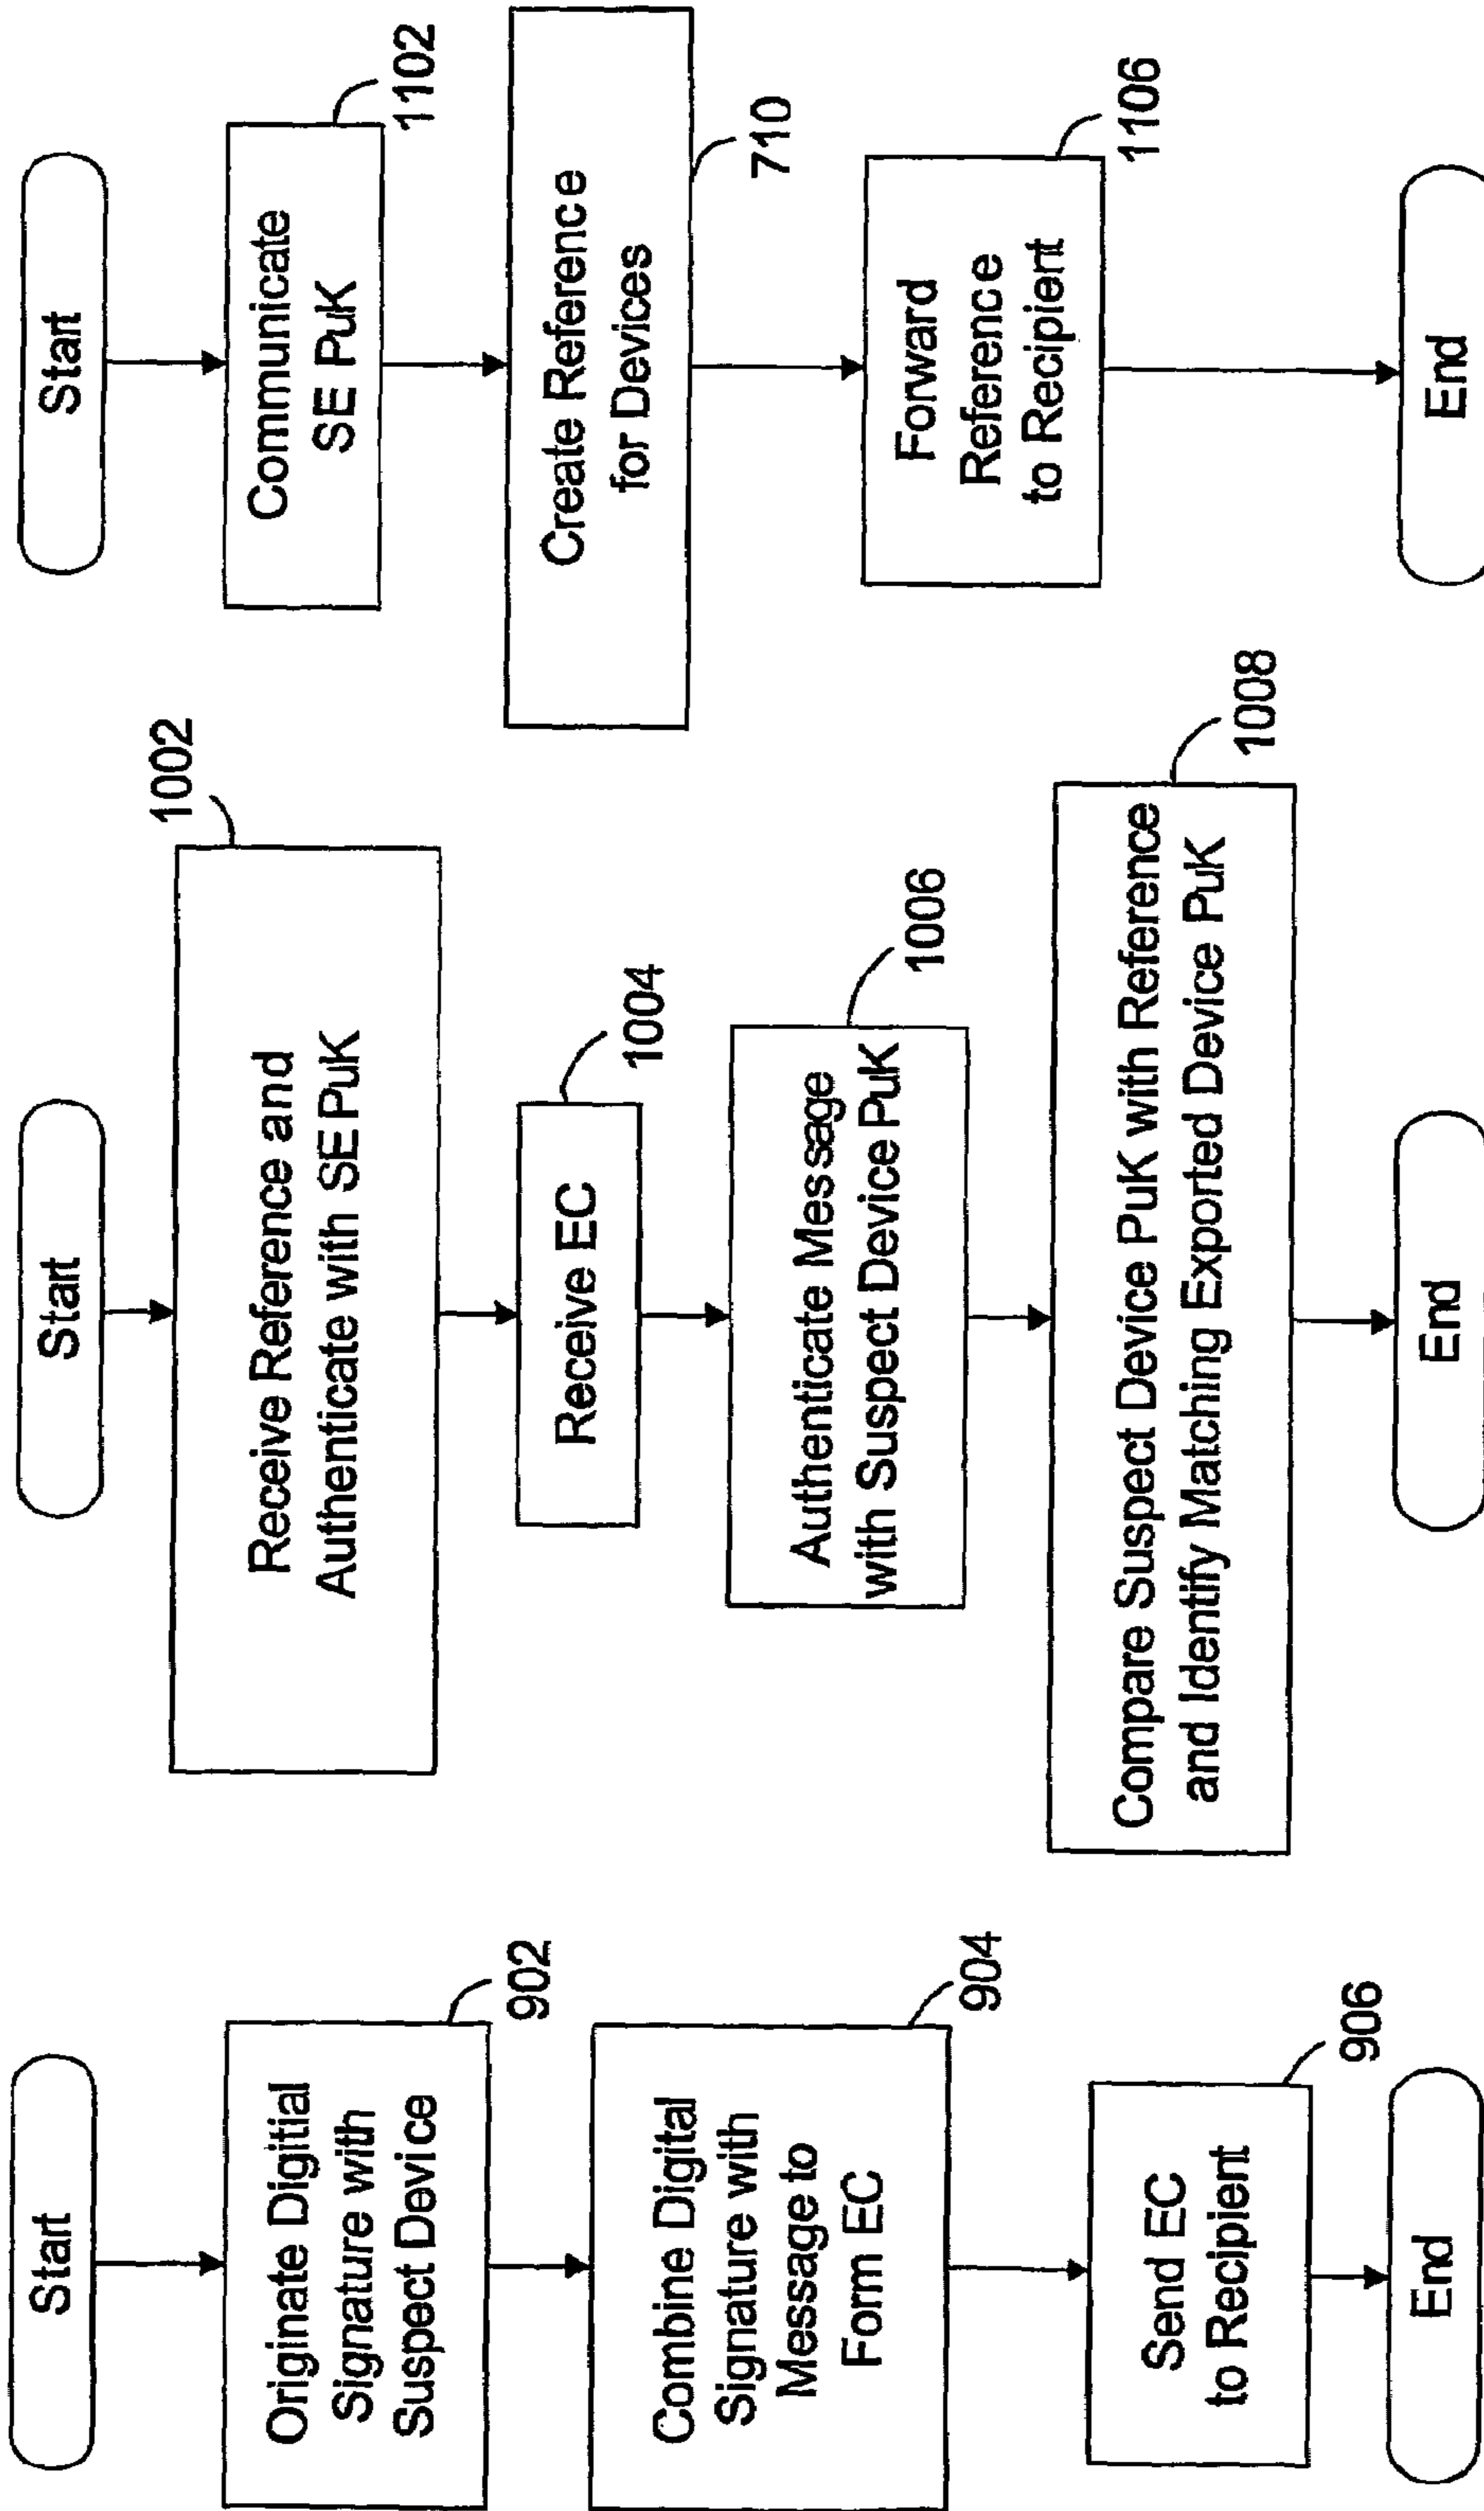 Start
Originate Digitial
Signature with
Suspect Device
902
Combine Digital
Signature with
Message to
Form EC
904
Send EC
to Recipient
906
End
Start
1002
Receive Reference and
Authenticate with SE PuK
Receive EC
1004
Authenticate Message
with Suspect Device PuK
1006
Compare Suspect Device PuK with Reference
and Identify Matching Exported Device PuK
1008
End
Start
Communicate
SE PuK
1102
Create Reference
for Devices
710
Forward
Reference
to Recipient
1106
End